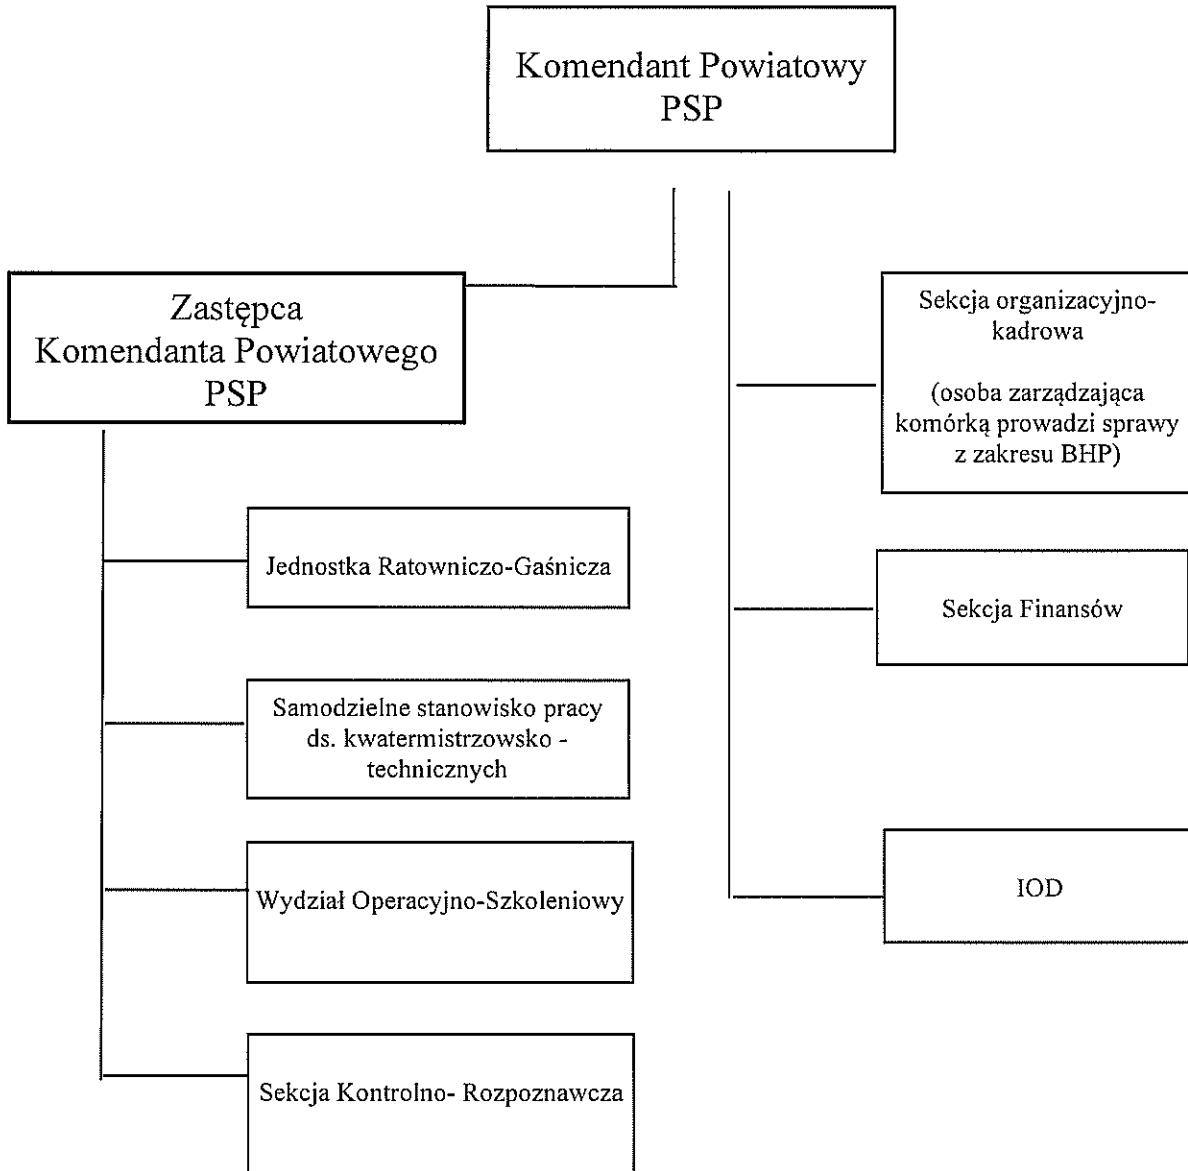 Komendant Powiatowy
PSP
Zastępca
Komendanta Powiatowego
PSP
Jednostka Ratowniczo-Gaśnicza
Samodzielne stanowisko pracy
ds. kwatermistrzowsko -
technicznych
Wydział Operacyjno-Szkoleniowy
Sekcja Kontrolno- Rozpoznawcza
Sekcja organizacyjno-
kadrowa
(osoba zarządzająca
komórką prowadzi sprawy
z zakresu BHP)
Sekcja Finansów
IOD